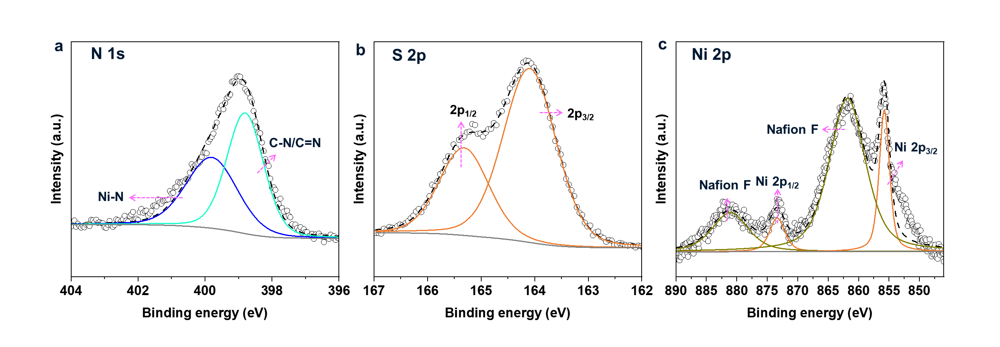 a
N 1s
Intensity (a.u.)
Ni-N
C-N/C=N
404 402 400 398 396
Binding energy (eV)
b
S 2p
Intensity (a.u.)
2p1/2
2p3/2
167 166 165 164 163 162
Binding energy (eV)
c
Ni 2p
Intensity (a.u.)
Nafion F
Ni 2p3/2
Nafion F
Ni 2p1/2
890 885 880 875 870 865 860 855 850
Binding energy (eV)